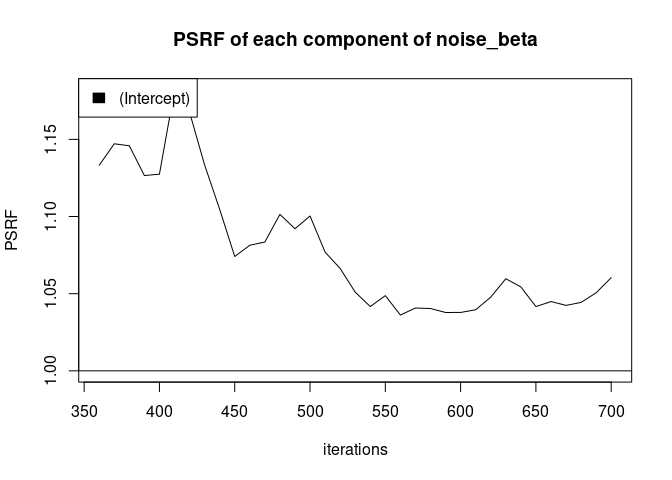 PSRF of each component of noise_beta
(Intercept)
PSRF
1.15
1.10
1.05
1.00
350 400 450 500 550 600 650 700
iterations